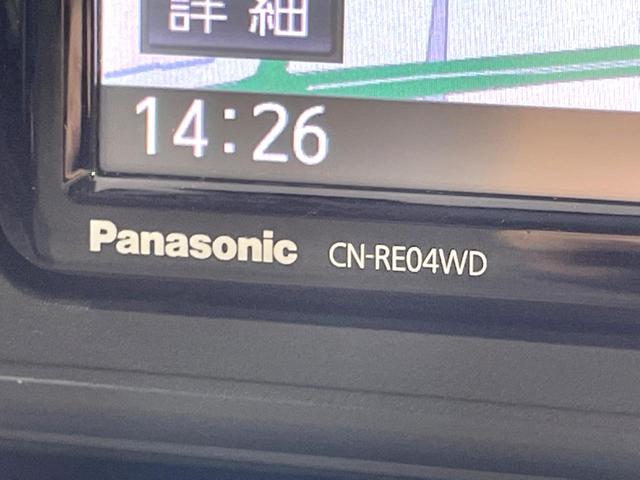 詳細
14:26
Panasonic CN-RE04WD